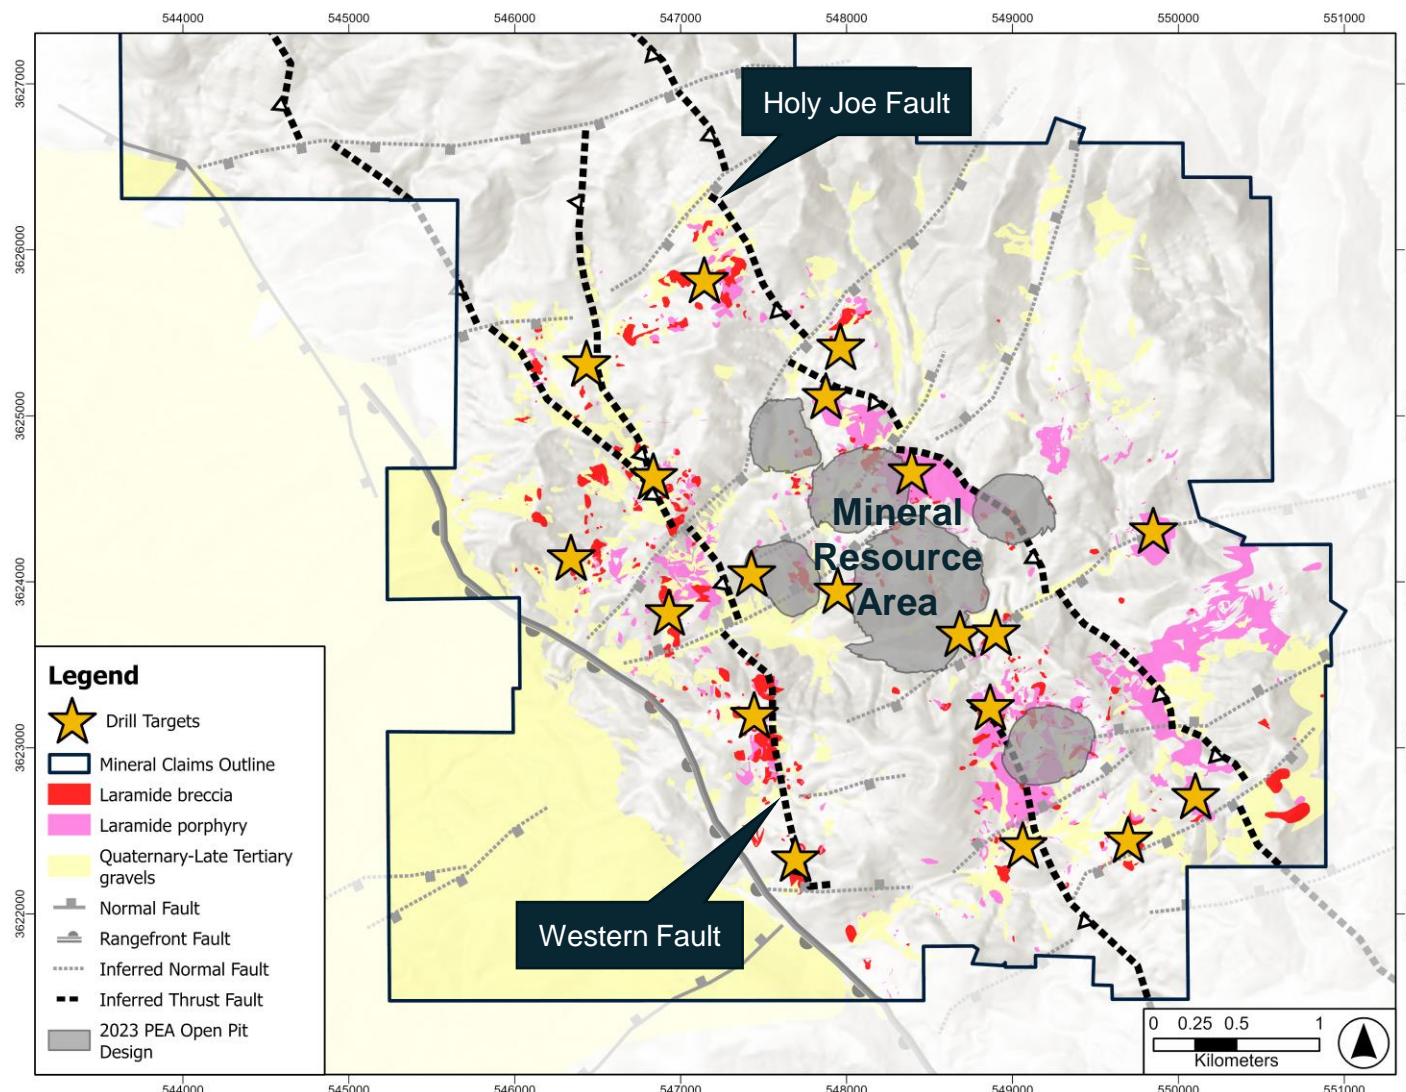 544000
545000
546000
547000
548000
549000
550000
551000
3627000
3626000
3625000
3624000
3623000
3622000
Holy Joe Fault
Mineral
Resource
Area
Western Fault
Legend
Drill Targets
Mineral Claims Outline
Laramide breccia
Laramide porphyry
Quaternary-Late Tertiary
gravels
Normal Fault
Rangefront Fault
Inferred Normal Fault
Inferred Thrust Fault
2023 PEA Open Pit
Design
0 0.25 0.5 1
Kilometers
544000
545000
546000
547000
548000
549000
550000
551000